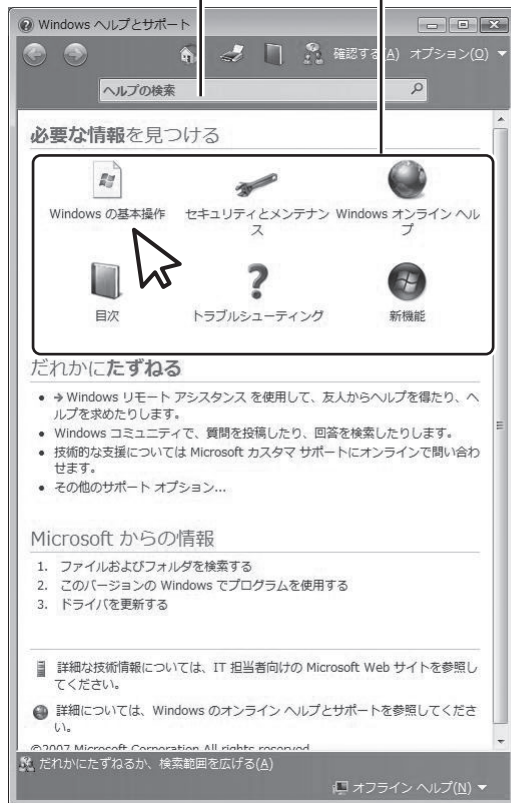 Windows ヘルプとサポート
確認する(A) オプション(O)
ヘルプの検索
必要な情報を見つける
Windows の基本操作
セキュリティとメンテナン
ス
Windows オンライン ヘル
プ
目次
トラブルシューティング
新機能
だれかにたずねる
Windows リモート アシスタンス を使用して、友人からヘルプを得たり、ヘ
ルプを求めたりします。
Windows コミュニティで、質問を投稿したり、回答を検索したりします。
技術的な支援については Microsoft カスタマ サポートにオンラインで問い合わ
せます。
その他のサポート オプション...
Microsoft からの情報
1. ファイルおよびフォルダを検索する
2. このバージョンの Windows でプログラムを使用する
3. ドライバを更新する
詳細な技術情報については、IT 担当者向けの Microsoft Web サイトを参照し
てください。
詳細については、Windows のオンライン ヘルプとサポートを参照してくださ
い。
©2007 Microsoft Corporation All rights reserved
だれかにたずねるか、検索範囲を広げる(A)
オフライン ヘルプ(N)